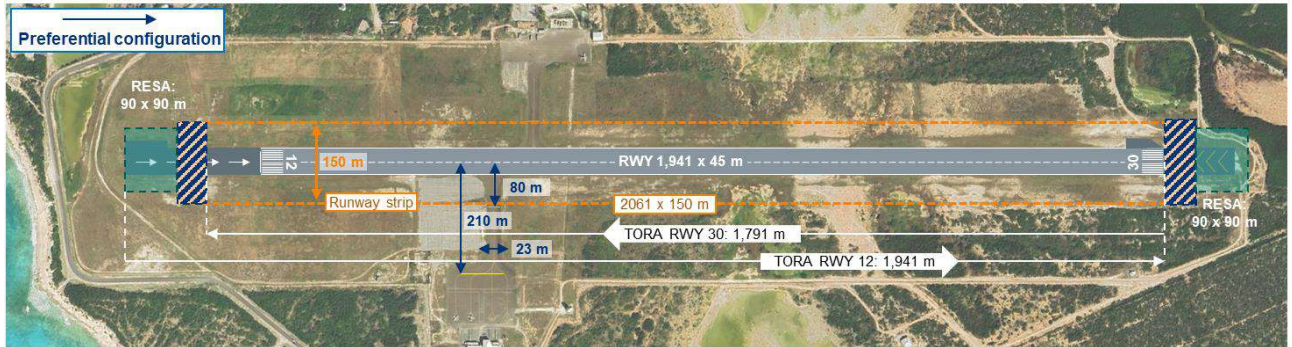 Preferential configuration
RESA:
90 x 90 m
12
150 m
RWY 1,941 x 45 m
30
80 m
Runway strip
2061 x 150 m
RESA:
90 x 90 m
210 m
TORA RWY 30: 1,791 m
23 m
TORA RWY 12: 1,941 m